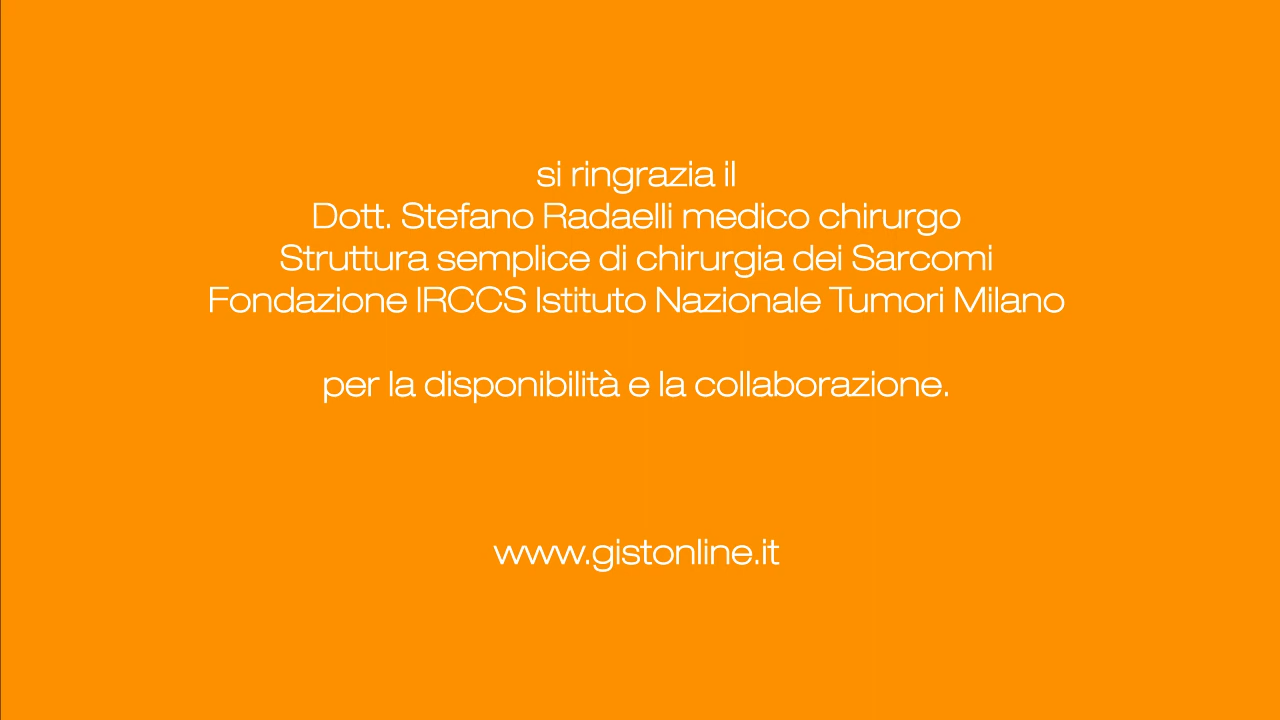 si ringrazia il
Dott. Stefano Radaelli medico chirurgo
Struttura semplice di chirurgia dei Sarcomi
Fondazione IRCCS Istituto Nazionale Tumori Milano
per la disponibilità e la collaborazione.
www.gistonline.it